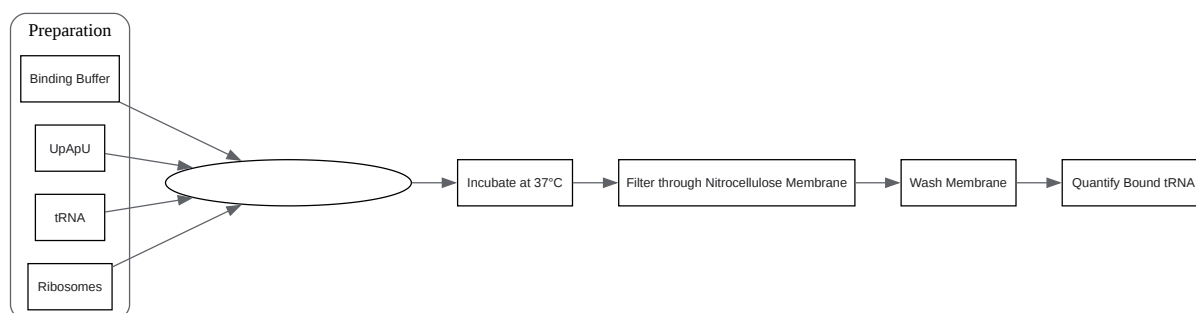 Preparation
Binding Buffer
UpApU
tRNA
Ribosomes
Incubate at 37°C
Filter through Nitrocellulose Membrane
Wash Membrane
Quantify Bound tRNA